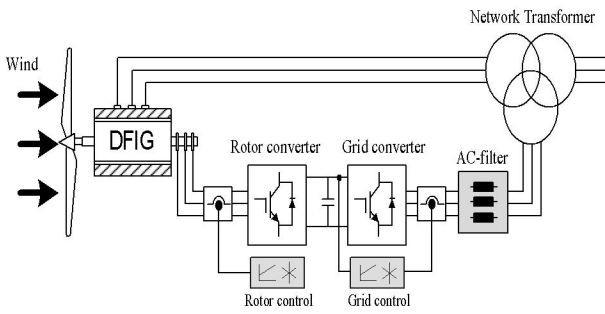 Network Transformer
Wind
DFIG
Rotor converter
Grid converter
AC-filter
Rotor control
Grid control